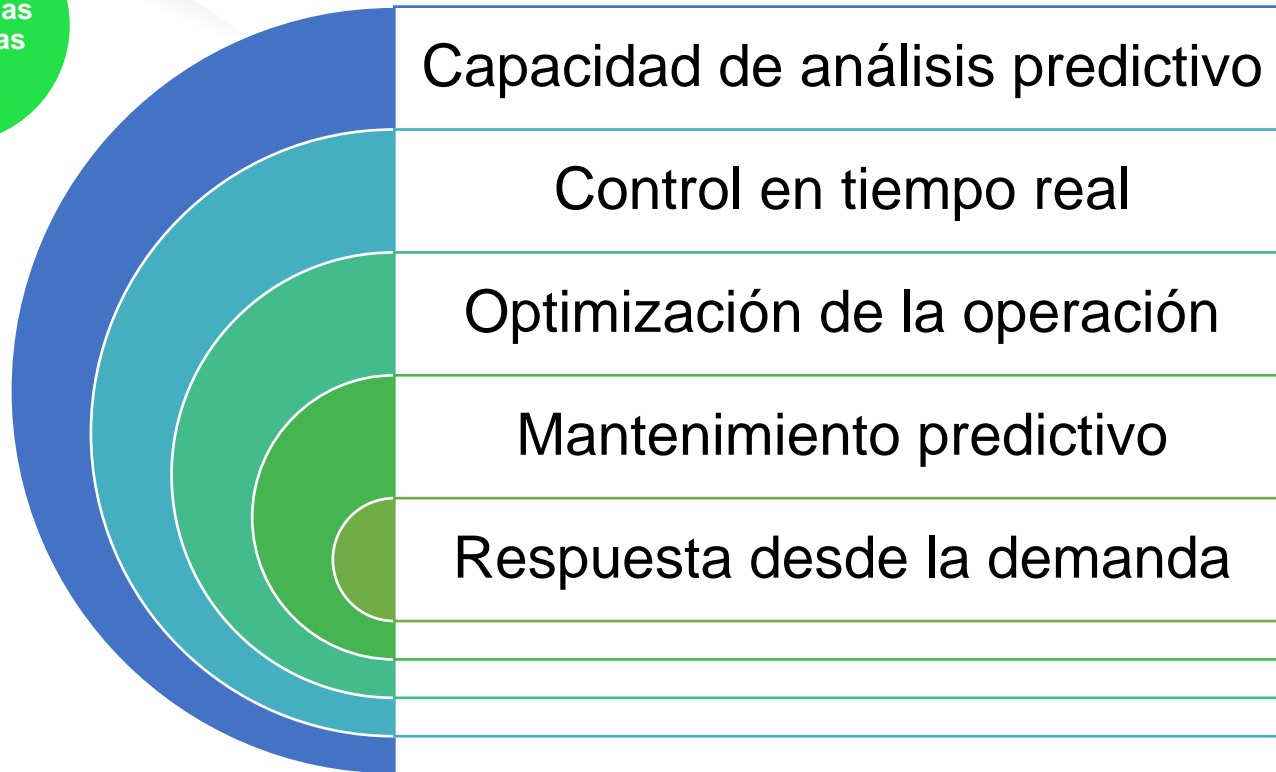 Capacidad de análisis predictivo
Control en tiempo real
Optimización de la operación
Mantenimiento predictivo
Respuesta desde la demanda